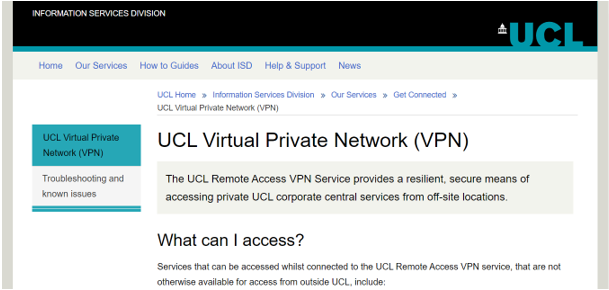 INFORMATION SERVICES DIVISION
UCL
Home Our Services How to Guides About ISD Help & Support News
UCL Home » Information Services Division » Our Services » Get Connected »
UCL Virtual Private Network (VPN)
UCL Virtual Private
Network (VPN)
Troubleshooting and
known issues
UCL Virtual Private Network (VPN)
The UCL Remote Access VPN Service provides a resilient, secure means of
accessing private UCL corporate central services from off-site locations.
What can I access?
Services that can be accessed whilst connected to the UCL Remote Access VPN service, that are not
otherwise available for access from outside UCL, include: